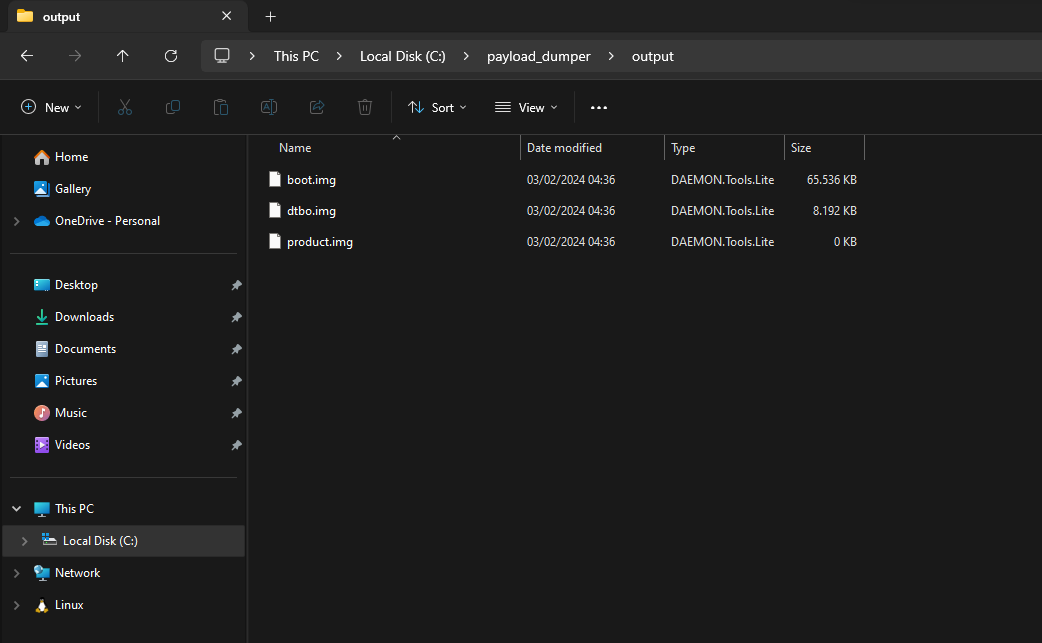 output
This PC
Local Disk (C:)
payload_dumper
output
New
Sort
View
Home
Gallery
OneDrive - Personal
Desktop
Downloads
Documents
Pictures
Music
Videos
This PC
Local Disk (C:)
Network
Linux
Name Date modified Type Size
boot.img 03/02/2024 04:36 DAEMON.Tools.Lite 65.536 KB
dtbo.img 03/02/2024 04:36 DAEMON.Tools.Lite 8.192 KB
product.img 03/02/2024 04:36 DAEMON.Tools.Lite 0 KB